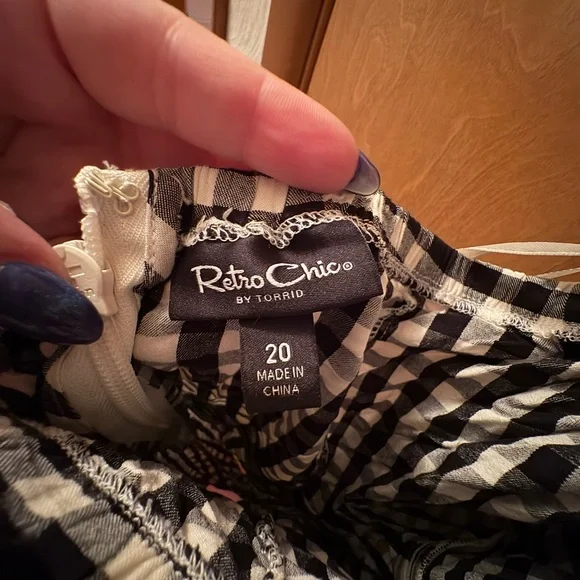 Retro Chic®
BY TORRID
20
MADE IN
CHINA